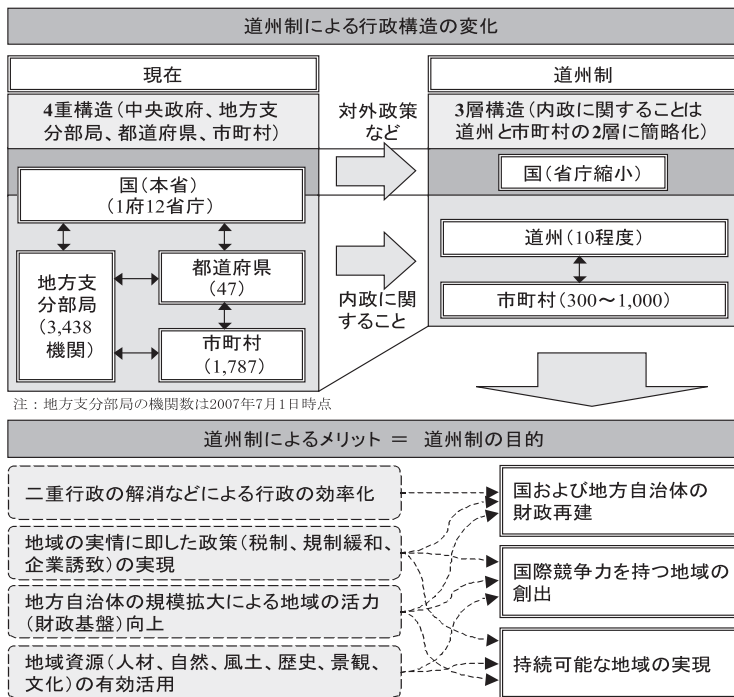 道州制による行政構造の変化
現在
4重構造(中央政府、地方支
分部局、都道府県、市町村)
国(本省)
(1府12省庁)
地方支
分部局
(3,438
機関)
都道府県
(47)
市町村
(1,787)
対外政策
など
内政に関
すること
道州制
3層構造(内政に関することは
道州と市町村の2層に簡略化)
国(省庁縮小)
道州(10程度)
市町村(300〜1,000)
注:地方支分部局の機関数は2007年7月1日時点
道州制によるメリット = 道州制の目的
二重行政の解消などによる行政の効率化
地域の実情に即した政策(税制、規制緩和、
企業誘致)の実現
地方自治体の規模拡大による地域の活力
(財政基盤)向上
地域資源(人材、自然、風土、歴史、景観、
文化)の有効活用
国および地方自治体の
財政再建
国際競争力を持つ地域の
創出
持続可能な地域の実現